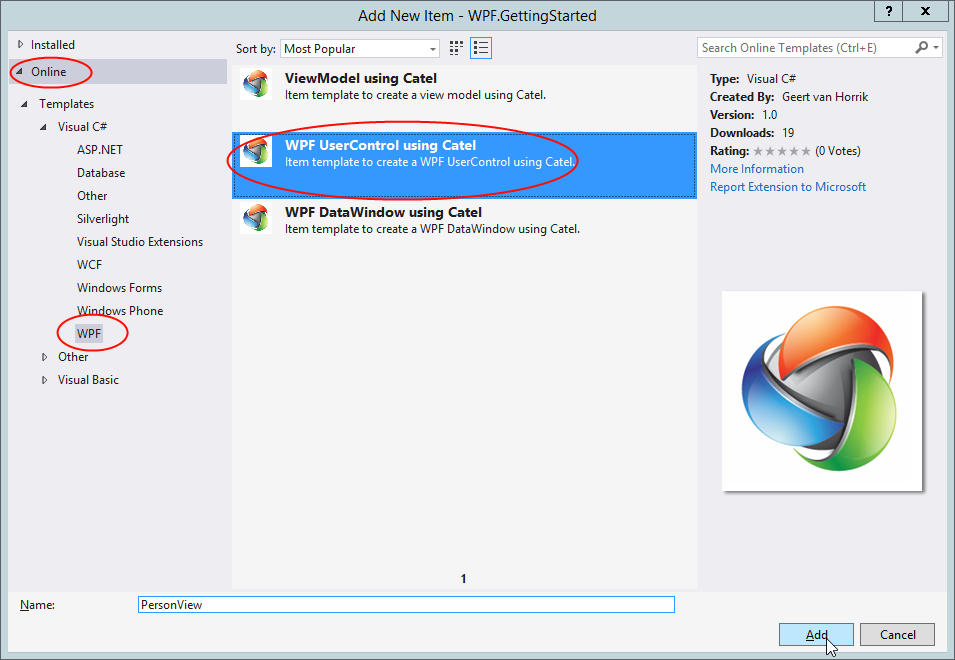 Add New Item - WPF.GettingStarted
?
X
Installed
Online
Templates
Visual C#
ASP.NET
Database
Other
Silverlight
Visual Studio Extensions
WCF
Windows Forms
Windows Phone
WPF
Other
Visual Basic
Sort by: Most Popular
ViewModel using Catel
Item template to create a view model using Catel.
WPF UserControl using Catel
Item template to create a WPF UserControl using Catel.
WPF DataWindow using Catel
Item template to create a WPF DataWindow using Catel.
1
Search Online Templates (Ctrl+E)
Type: Visual C#
Created By: Geert van Horrik
Version: 1.0
Downloads: 19
Rating: ★★★★★ (0 Votes)
More Information
Report Extension to Microsoft
Name: PersonView
Add Cancel